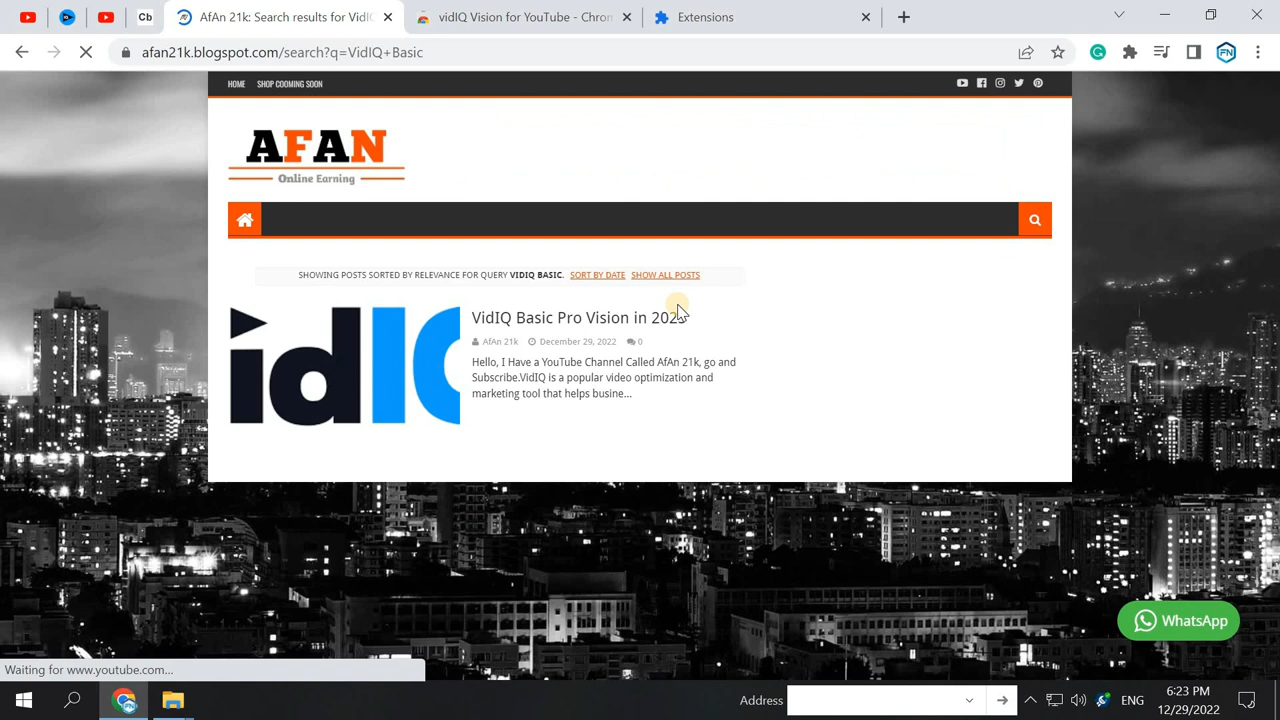 AfAn 21k: Search results for VidI
vidIQ Vision for YouTube - Chron
Extensions
afan21k.blogspot.com/search?q=VidIQ+Basic
HOME
SHOP COOMING SOON
AFAN
Online Earning
SHOWING POSTS SORTED BY RELEVANCE FOR QUERY VIDIQ BASIC. SORT BY DATE SHOW ALL POSTS
idIQ
VidIQ Basic Pro Vision in 2023
AfAn 21k December 29, 2022 0
Hello, I Have a YouTube Channel Called AfAn 21k, go and
Subscribe.VidIQ is a popular video optimization and
marketing tool that helps busine...
WhatsApp
Waiting for www.youtube.com...
Address
ENG
6:23 PM
12/29/2022